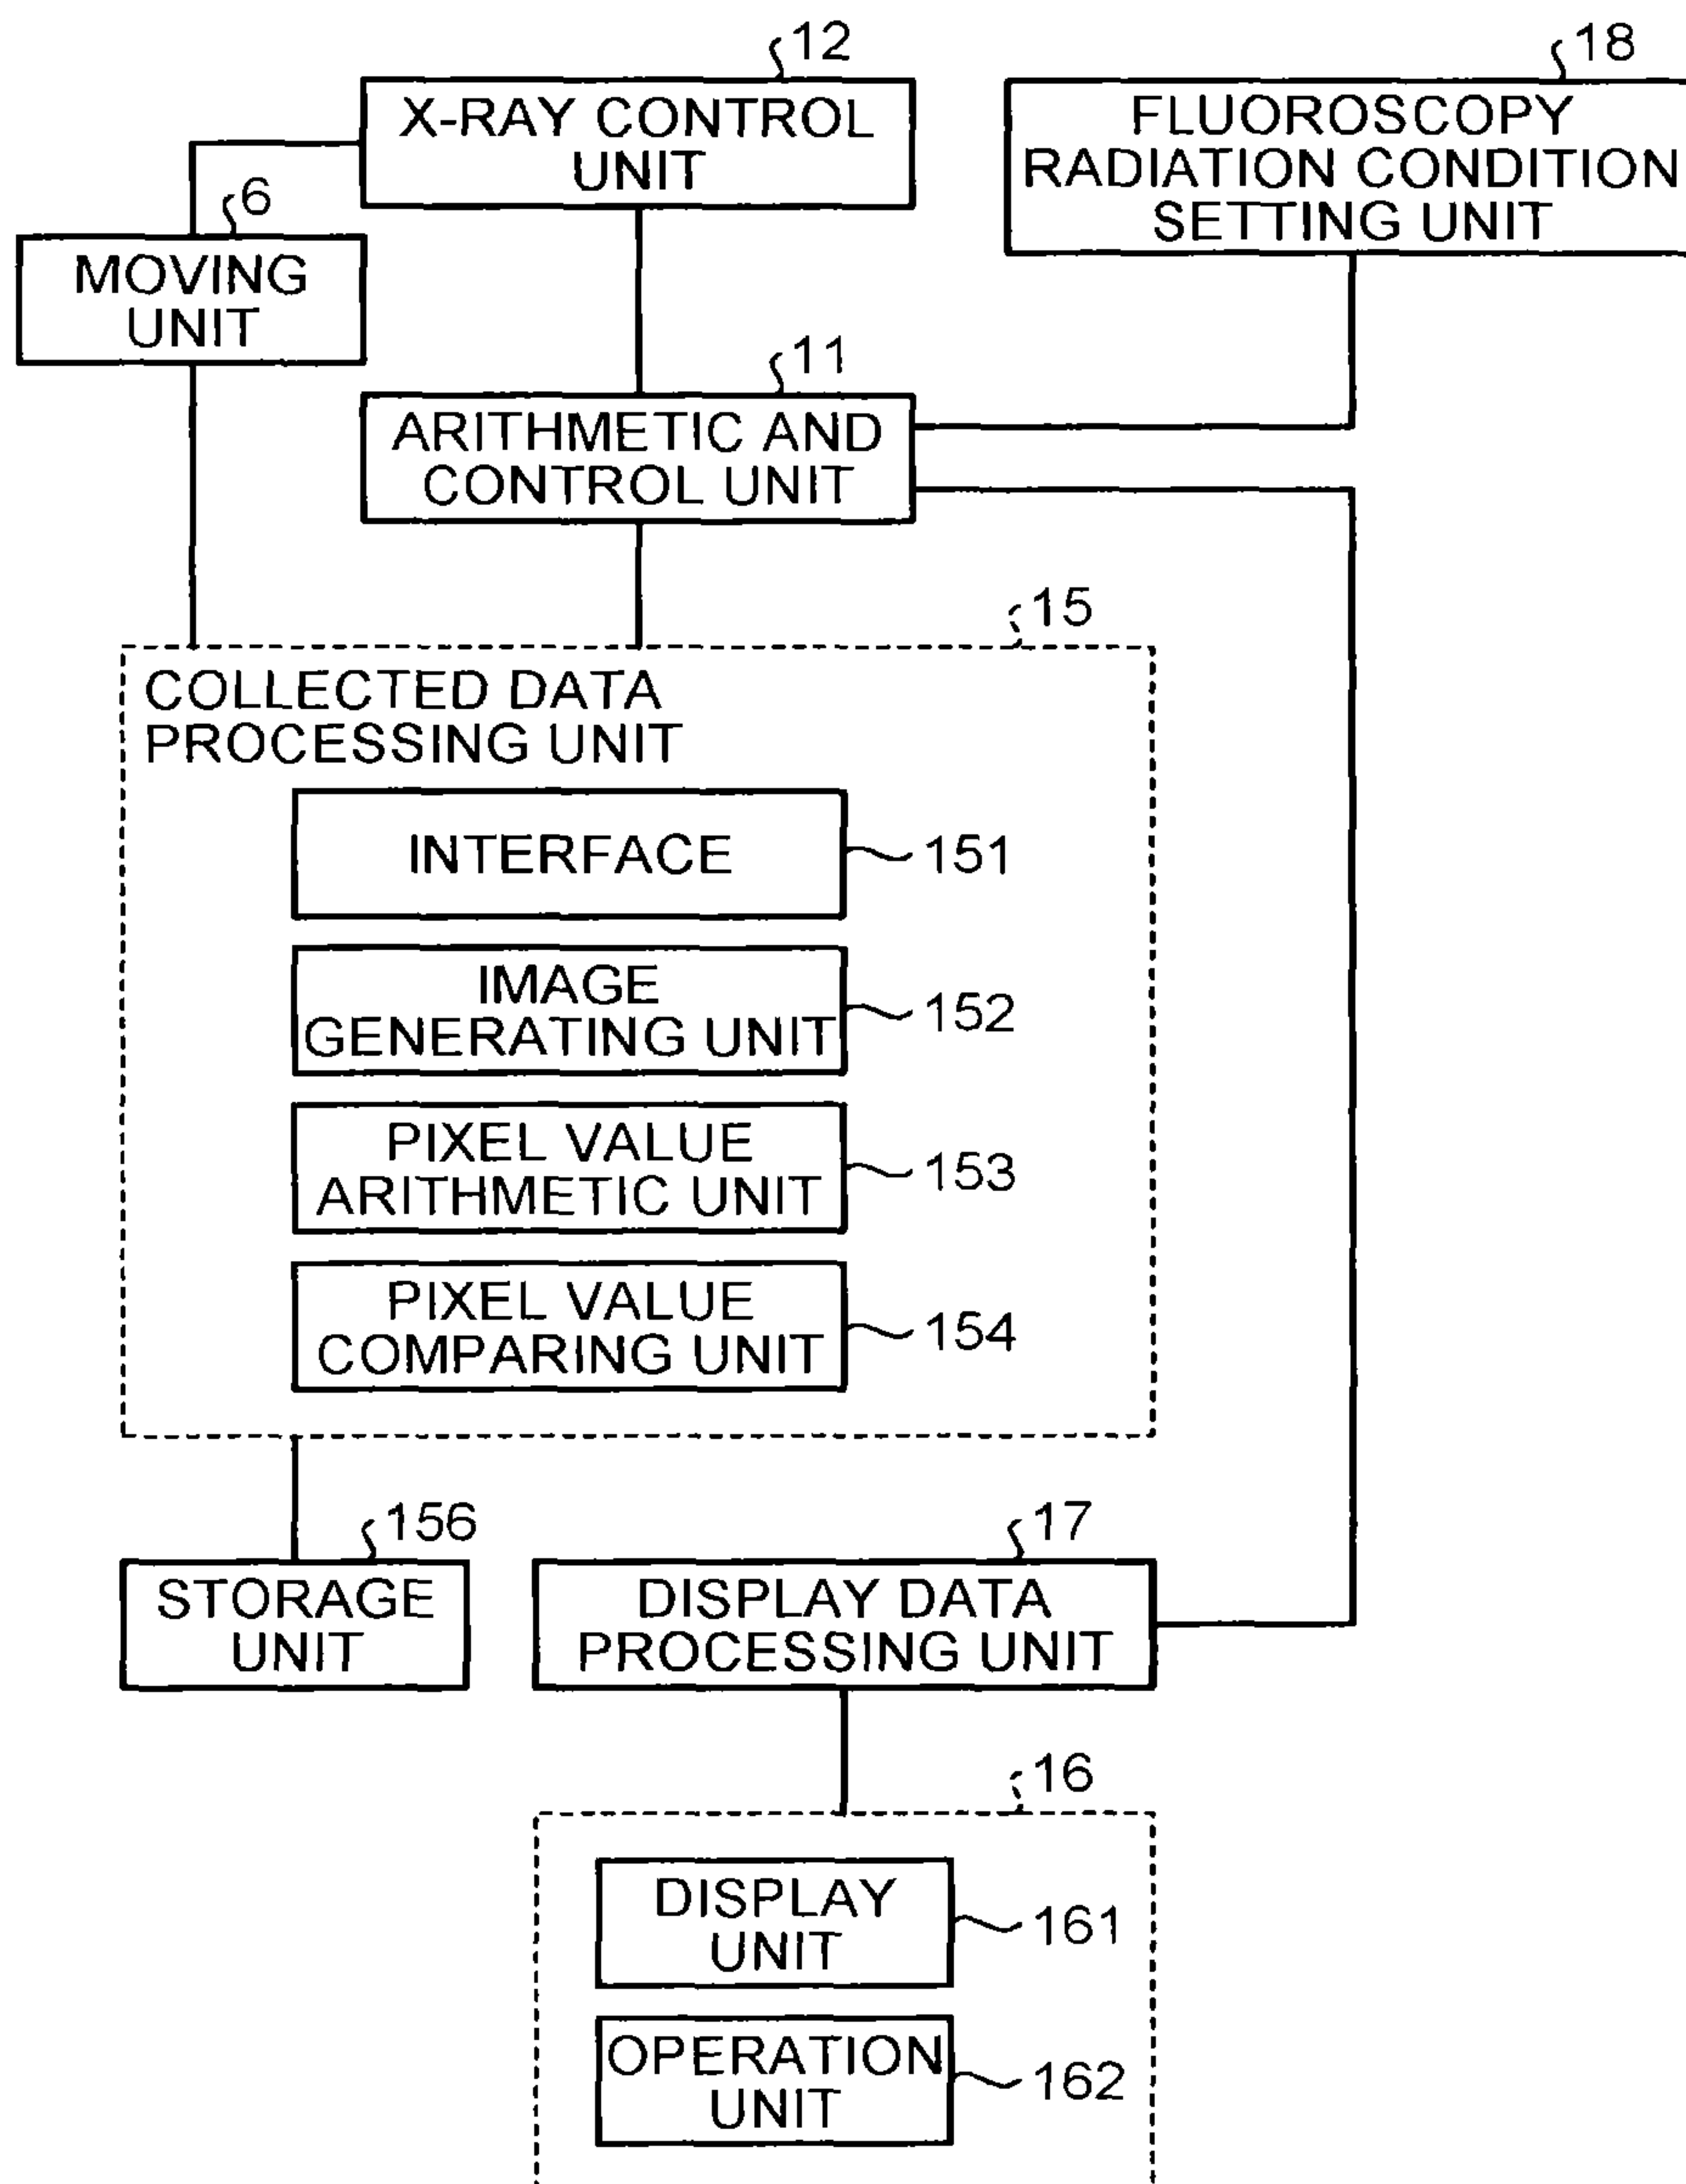 12
X-RAY CONTROL
UNIT
18
FLUOROSCOPY
RADIATION CONDITION
SETTING UNIT
6
MOVING
UNIT
11
ARITHMETIC AND
CONTROL UNIT
15
COLLECTED DATA
PROCESSING UNIT
INTERFACE
151
IMAGE
GENERATING UNIT
152
PIXEL VALUE
ARITHMETIC UNIT
153
PIXEL VALUE
COMPARING UNIT
154
156
STORAGE
UNIT
17
DISPLAY DATA
PROCESSING UNIT
16
DISPLAY
UNIT
161
OPERATION
UNIT
162